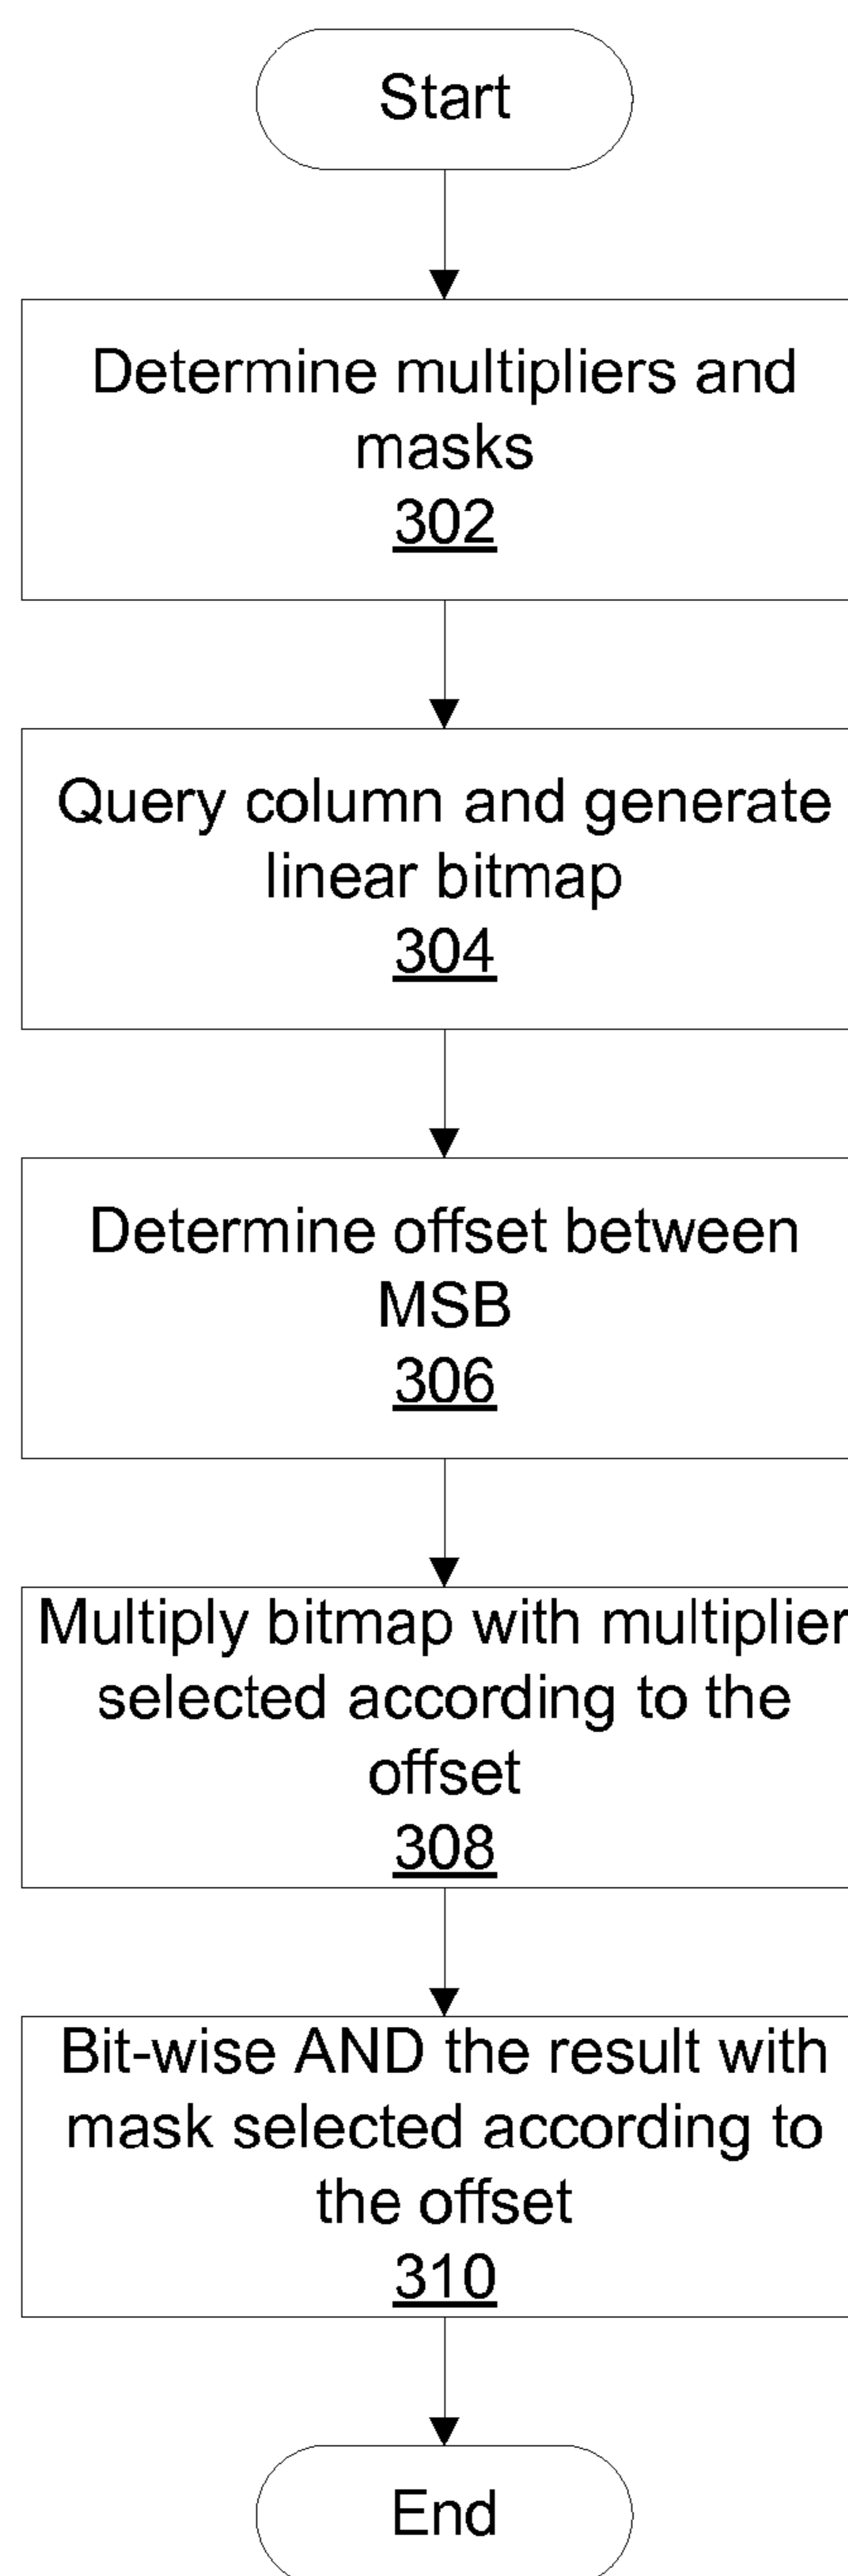 Start
Determine multipliers and
masks
302
Query column and generate
linear bitmap
304
Determine offset between
MSB
306
Multiply bitmap with multiplier
selected according to the
offset
308
Bit-wise AND the result with
mask selected according to
the offset
310
End